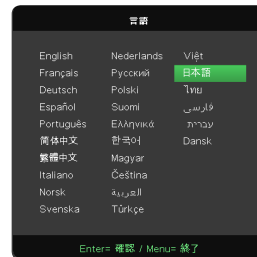 言語
English
Français
Deutsch
Español
Português
简体中文
繁體中文
Italiano
Norsk
Svenska
Nederlands
Русский
Polski
Suomi
Ελληνικά
한국어
Magyar
Čeština
العربية
Türkçe
Việt
日本語
ไทย
فارسی
עברית
Dansk
Enter= 確認 / Menu= 終了